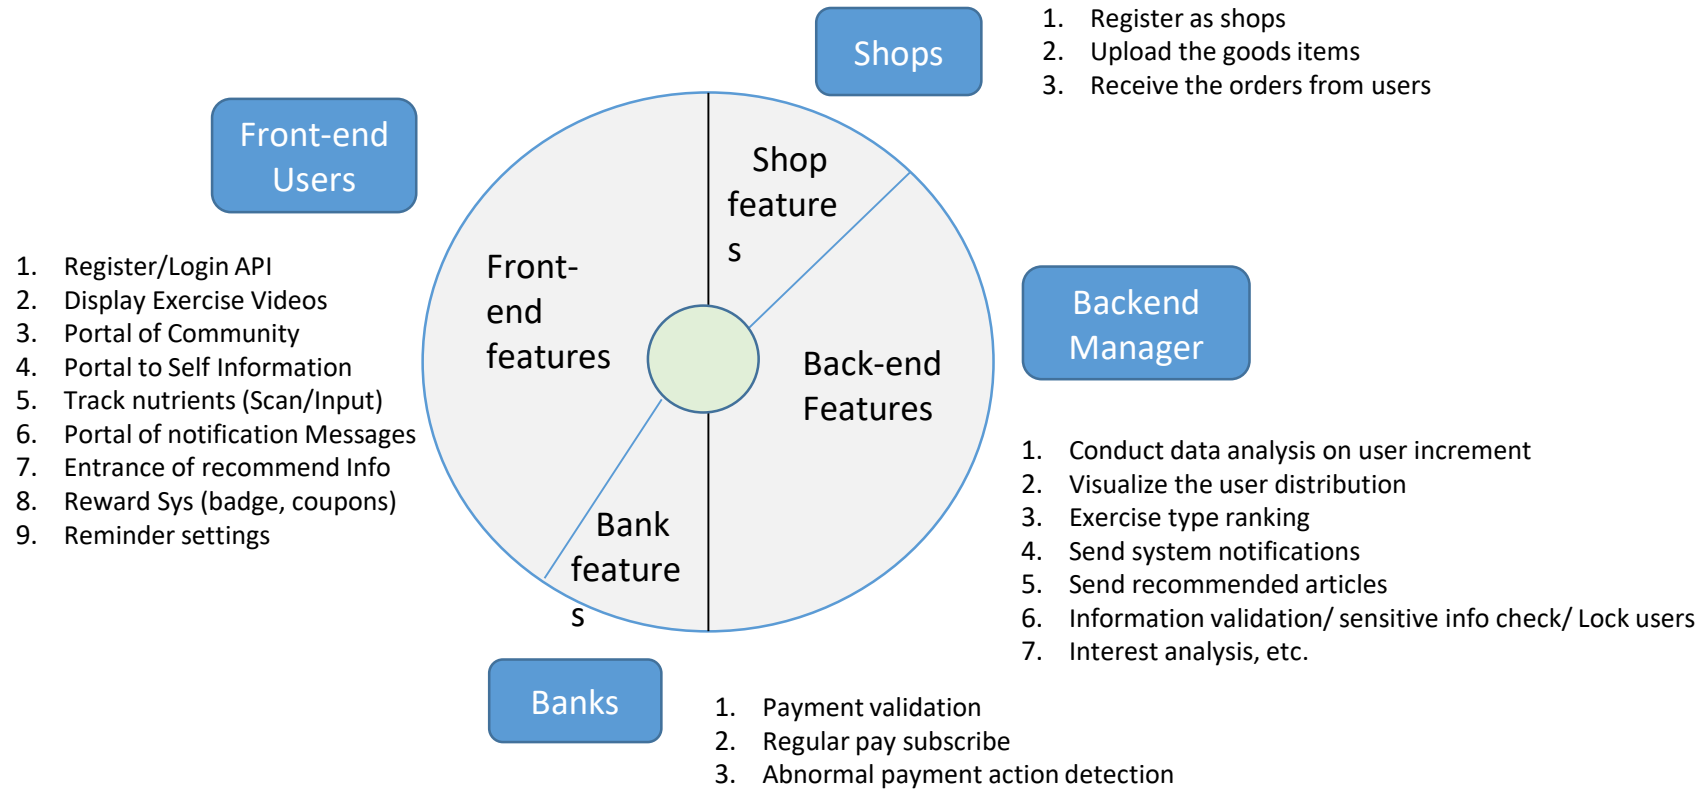 Shops
1. Register as shops
2. Upload the goods items
3. Receive the orders from users
Front-end
Users
1. Register/Login API
2. Display Exercise Videos
3. Portal of Community
4. Portal to Self Information
5. Track nutrients (Scan/Input)
6. Portal of notification Messages
7. Entrance of recommend Info
8. Reward Sys (badge, coupons)
9. Reminder settings
Front-
end
features
Shop
feature
s
Back-end
Features
Bank
feature
s
Backend
Manager
1. Conduct data analysis on user increment
2. Visualize the user distribution
3. Exercise type ranking
4. Send system notifications
5. Send recommended articles
6. Information validation/ sensitive info check/ Lock users
7. Interest analysis, etc.
Banks
1. Payment validation
2. Regular pay subscribe
3. Abnormal payment action detection